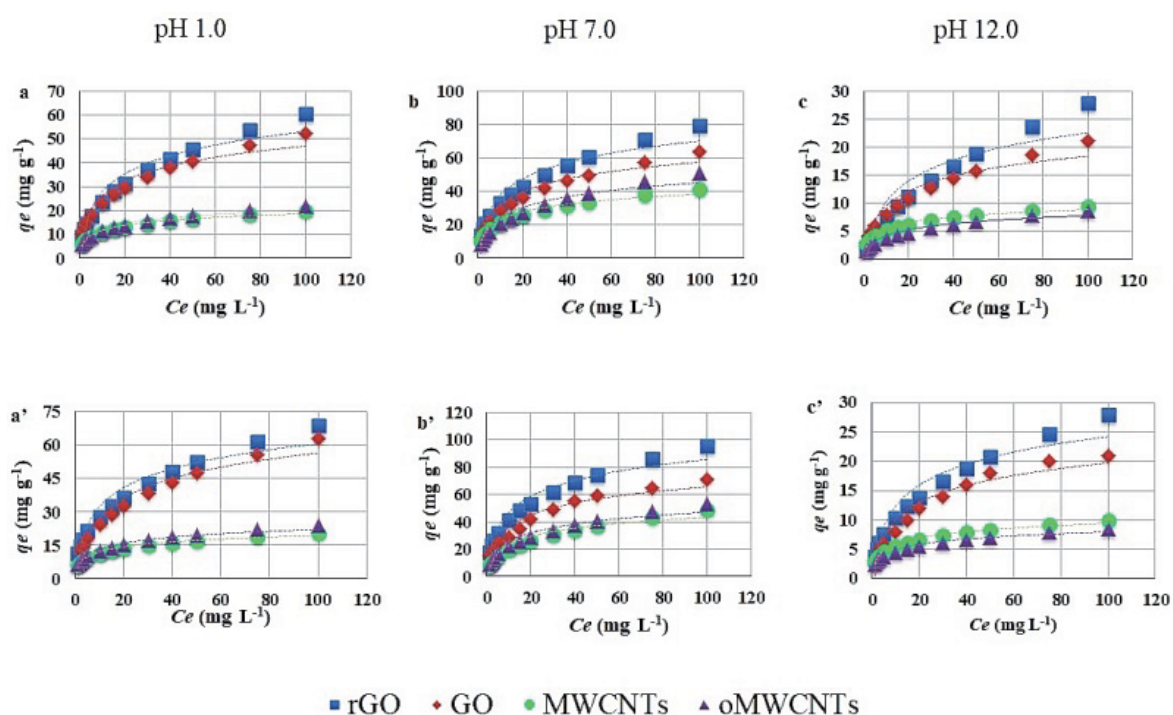 pH 1.0
pH 7.0
pH 12.0
a
70
60
50
40
30
20
10
0
qe (mg g-1)
0 20 40 60 80 100 120
Ce (mg L-1)
b
100
80
60
40
20
0
qe (mg g-1)
0 20 40 60 80 100 120
Ce (mg L-1)
c
30
25
20
15
10
5
0
qe (mg g-1)
0 20 40 60 80 100 120
Ce (mg L-1)
a’
75
60
45
30
15
0
qe (mg g-1)
0 20 40 60 80 100 120
Ce (mg L-1)
b’
120
100
80
60
40
20
0
qe (mg g-1)
0 20 40 60 80 100 120
Ce (mg L-1)
c’
30
25
20
15
10
5
0
qe (mg g-1)
0 20 40 60 80 100 120
Ce (mg L-1)
rGO GO MWCNTs oMWCNTs